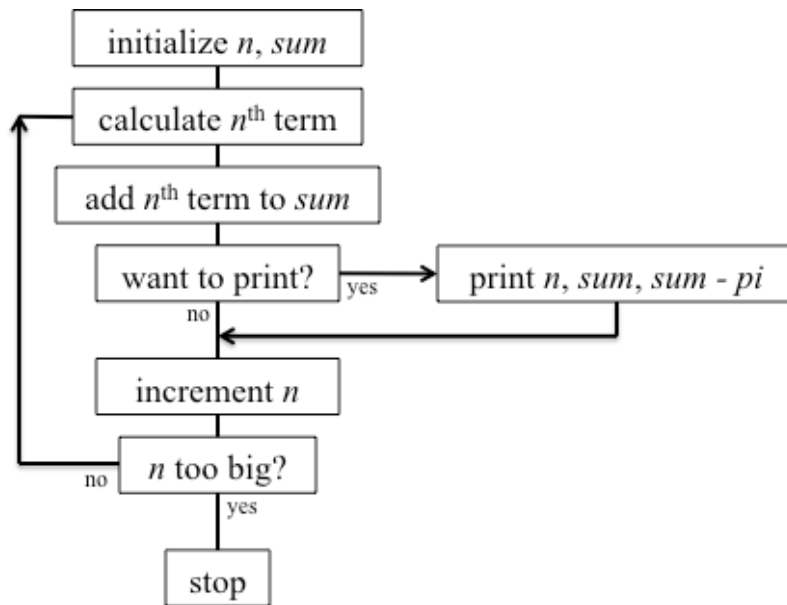 initialize n, sum
calculate nth term
add nth term to sum
want to print?
yes
print n, sum, sum - pi
no
increment n
n too big?
no
yes
stop